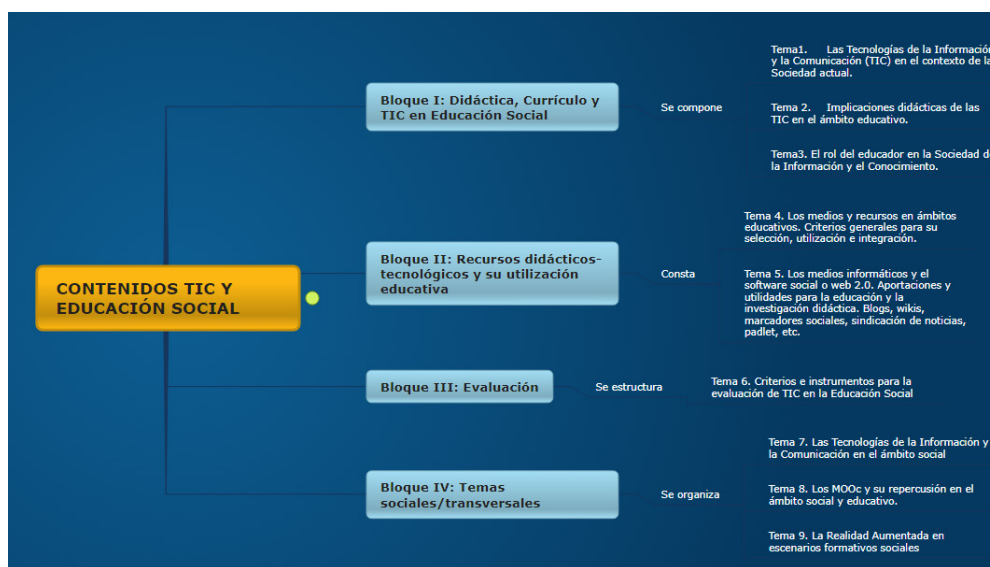 CONTENIDOS TIC Y
EDUCACIÓN SOCIAL
Bloque I: Didáctica, Currículo y
TIC en Educación Social
Se compone
Tema1. Las Tecnologías de la Información
y la Comunicación (TIC) en el contexto de la
Sociedad actual.
Tema 2. Implicaciones didácticas de las
TIC en el ámbito educativo.
Tema3. El rol del educador en la Sociedad de
la Información y el Conocimiento.
Bloque II: Recursos didácticos-
tecnológicos y su utilización
educativa
Consta
Tema 4. Los medios y recursos en ámbitos
educativos. Criterios generales para su
selección, utilización e integración.
Tema 5. Los medios informáticos y el
software social o web 2.0. Aportaciones y
utilidades para la educación y la
investigación didáctica. Blogs, wikis,
marcadores sociales, sindicación de noticias,
padlet, etc.
Bloque III: Evaluación
Se estructura
Tema 6. Criterios e instrumentos para la
evaluación de TIC en la Educación Social
Bloque IV: Temas
sociales/transversales
Se organiza
Tema 7. Las Tecnologías de la Información y
la Comunicación en el ámbito social
Tema 8. Los MOOc y su repercusión en el
ámbito social y educativo.
Tema 9. La Realidad Aumentada en
escenarios formativos sociales